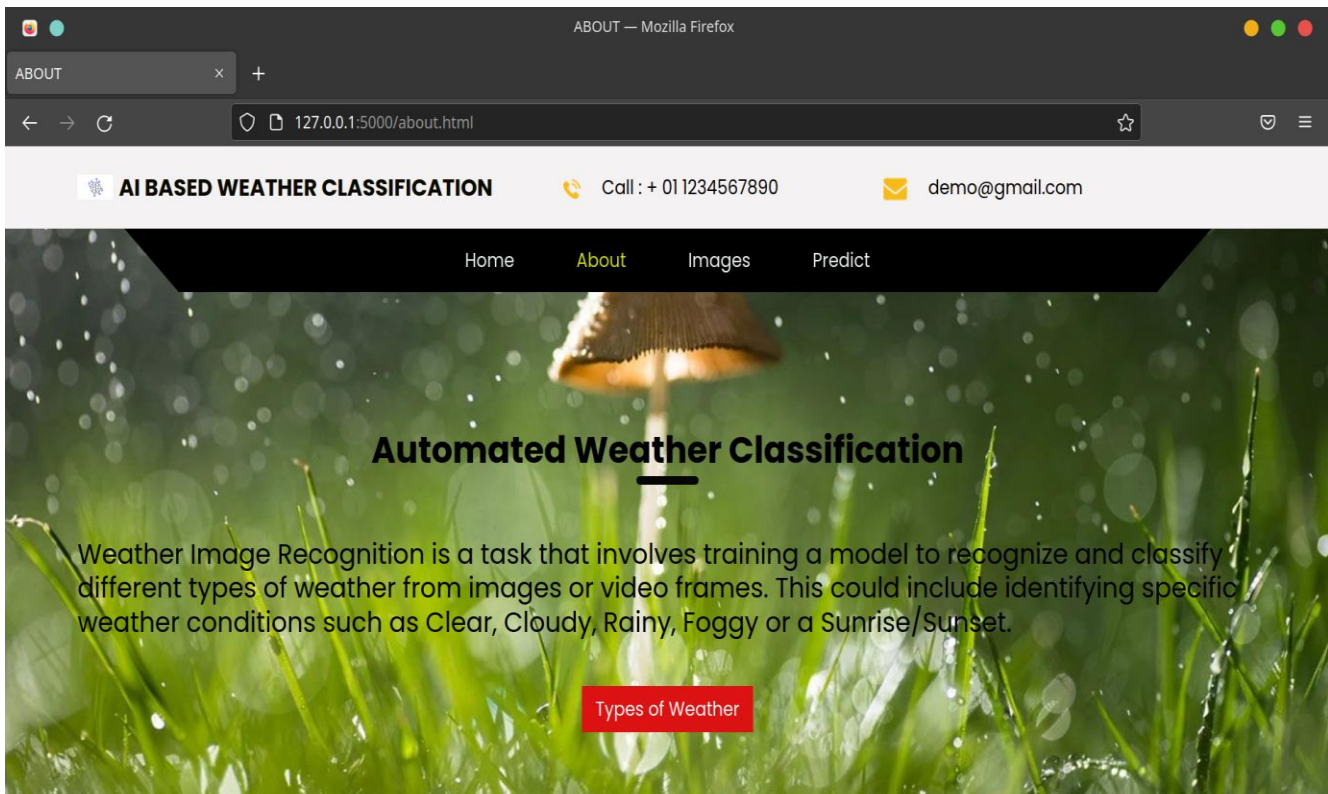 ABOUT — Mozilla Firefox
ABOUT
127.0.0.1:5000/about.html
AI BASED WEATHER CLASSIFICATION
Call : + 01 1234567890
demo@gmail.com
Home About Images Predict
Automated Weather Classification
Weather Image Recognition is a task that involves training a model to recognize and classify
different types of weather from images or video frames. This could include identifying specific
weather conditions such as Clear, Cloudy, Rainy, Foggy or a Sunrise/Sunset.
Types of Weather